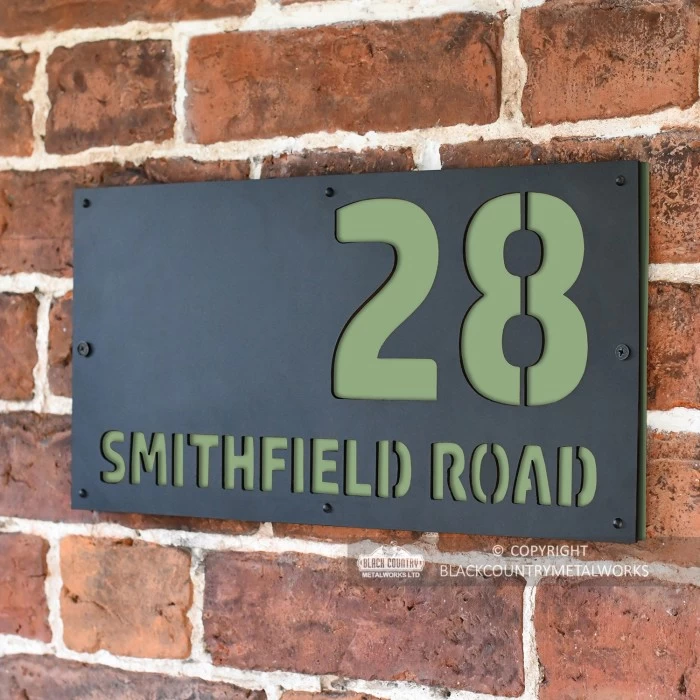 28
SMITHFIELD ROAD
BLACK COUNTRY
METALWORKS LTD
© COPYRIGHT
BLACKCOUNTRYMETALWORKS